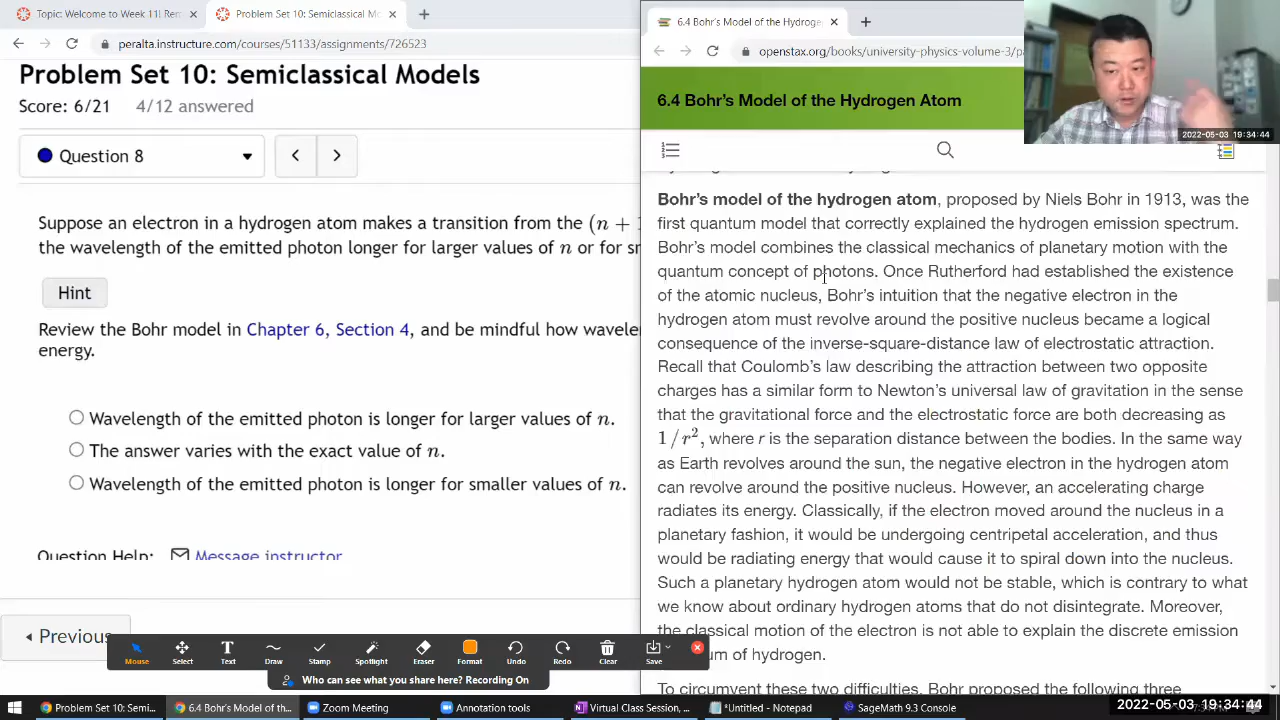 Topic: Welcome to Week 11|
Problem Set 10: Semiclassical M
peralta.instructure.com/courses/51133/assignments/726523
Problem Set 10: Semiclassical Models
Score: 6/21 4/12 answered
Question 8
Suppose an electron in a hydrogen atom makes a transition from the (n +
the wavelength of the emitted photon longer for larger values of n or for
Hint
Review the Bohr model in Chapter 6, Section 4, and be mindful how
energy.
Wavelength of the emitted photon is longer for larger values of n.
The answer varies with the exact value of n.
Wavelength of the emitted photon is longer for smaller values of n.
Question Help: Message instructor
Previous
6.4 Bohr's Model of the Hydroge
openstax.org/books/university-physics-volume-3/p
2022-05-03 19:34:44
6.4 Bohr's Model of the Hydrogen Atom
Bohr's model of the hydrogen atom, proposed by Niels Bohr in 1913, was the
first quantum model that correctly explained the hydrogen emission spectrum.
Bohr's model combines the classical mechanics of planetary motion with the
quantum concept of photons. Once Rutherford had established the existence
of the atomic nucleus, Bohr's intuition that the negative electron in the
hydrogen atom must revolve around the positive nucleus became a logical
consequence of the inverse-square-distance law of electrostatic attraction.
Recall that Coulomb's law describing the attraction between two opposite
charges has a similar form to Newton's universal law of gravitation in the sense
that the gravitational force and the electrostatic force are both decreasing as
1/r², where r is the separation distance between the bodies. In the same way
as Earth revolves around the sun, the negative electron in the hydrogen atom
can revolve around the positive nucleus. However, an accelerating charge
radiates its energy. Classically, if the electron moved around the nucleus in a
planetary fashion, it would be undergoing centripetal acceleration, and thus
would be radiating energy that would cause it to spiral down into the nucleus.
Such a planetary hydrogen atom would not be stable, which is contrary to what
we know about ordinary hydrogen atoms that do not disintegrate. Moreover,
the classical motion of the electron is not able to explain the discrete emission
um of hydrogen.
To circumvent these two difficulties, Bohr proposed the following three
Mouse Select Text Draw Stamp Spotlight Eraser Format Undo Redo Clear Save
Who can see what you share here? Recording On
Problem Set 10: Semi...
6.4 Bohr's Model of t...
Zoom Meeting
Annotation tools
Virtual Class Session, ...
*Untitled - Notepad
SageMath 9.3 Console
2022-05-03 19:34:44